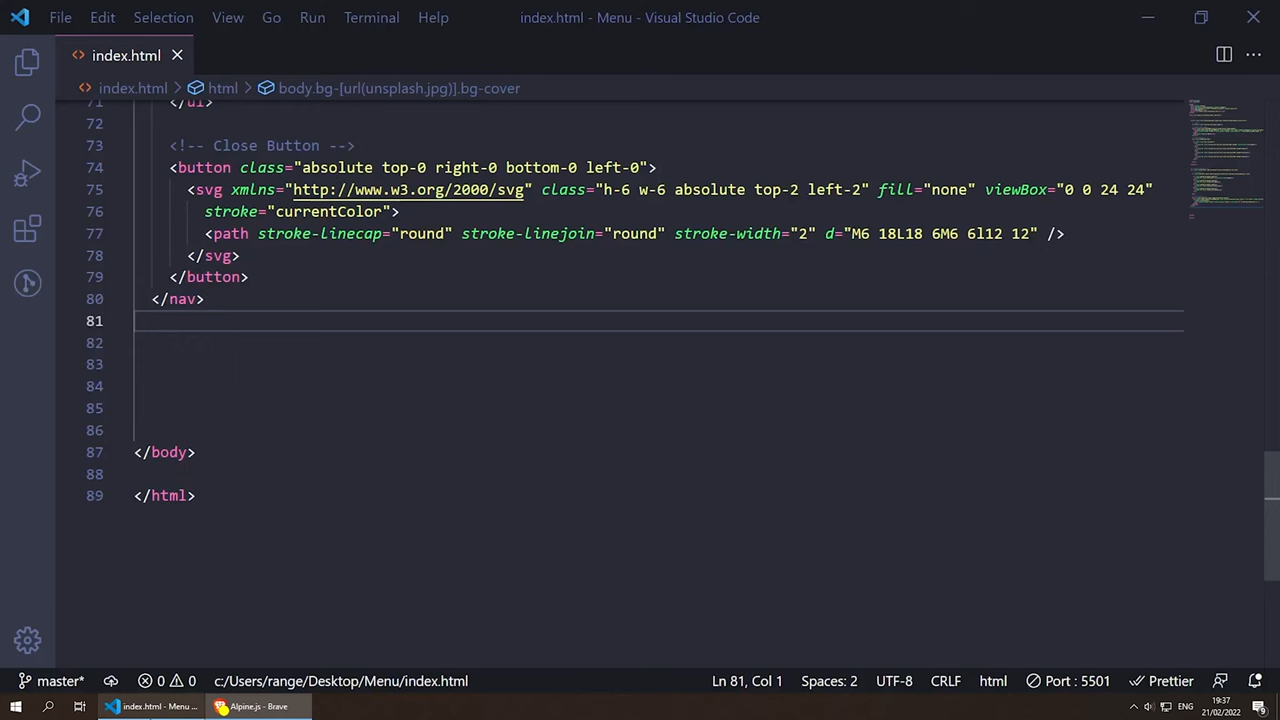 File Edit Selection View Go Run Terminal Help index.html - Menu - Visual Studio Code
index.html
index.html > html > body.bg-[url(unsplash.jpg)].bg-cover
71 </ul>
72
73 <!-- Close Button -->
74 <button class="absolute top-0 right-0 bottom-0 left-0">
75 <svg xmlns="http://www.w3.org/2000/svg" class="h-6 w-6 absolute top-2 left-2" fill="none" viewBox="0 0 24 24"
76 stroke="currentColor">
77 <path stroke-linecap="round" stroke-linejoin="round" stroke-width="2" d="M6 18L18 6M6 6l12 12" />
78 </svg>
79 </button>
80 </nav>
81
82
83
84
85
86
87 </body>
88
89 </html>
master* 0 0 c:/Users/range/Desktop/Menu/index.html Ln 81, Col 1 Spaces: 2 UTF-8 CRLF html Port : 5501 Prettier
index.html - Menu ... Alpine.js - Brave ENG 19:37
21/02/2022 9